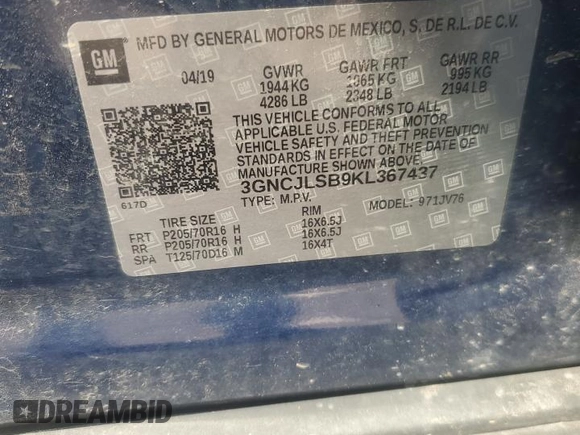 GM
MFD BY GENERAL MOTORS DE MEXICO, S. DE R.L. DE C.V.
04/19 GVWR GAWR FRT GAWR RR
1944 KG 1065 KG 995 KG
4286 LB 2348 LB 2194 LB
THIS VEHICLE CONFORMS TO ALL
APPLICABLE U.S. FEDERAL MOTOR
VEHICLE SAFETY AND THEFT PREVENTION
STANDARDS IN EFFECT ON THE DATE OF
MANUFACTURE SHOWN ABOVE.
617D
3GNCJLSB9KL367437
TYPE: M.P.V. MODEL: 971JV76
TIRE SIZE RIM
FRT P205/70R16 H 16X6.5J
RR P205/70R16 H 16X6.5J
SPA T125/70D16 M 16X4T
DREAMBID